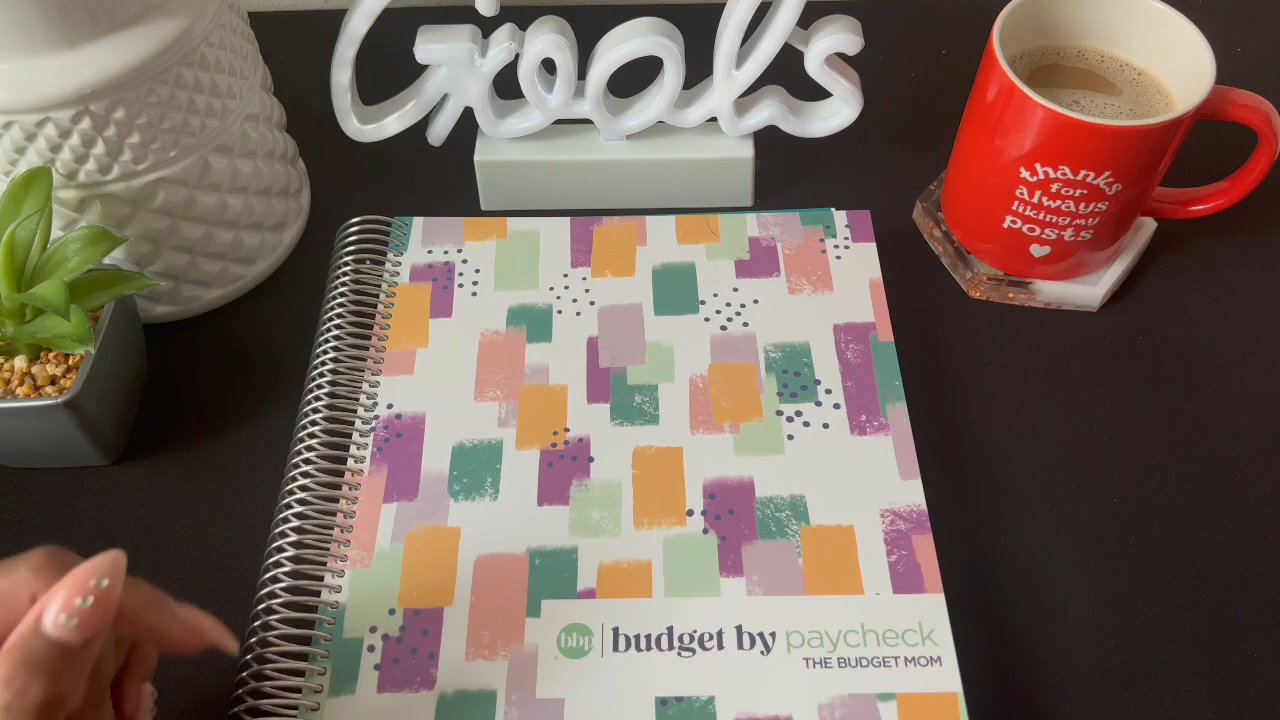 Goals
thanks
for
always
liking my
posts
bbp budget by paycheck
THE BUDGET MOM